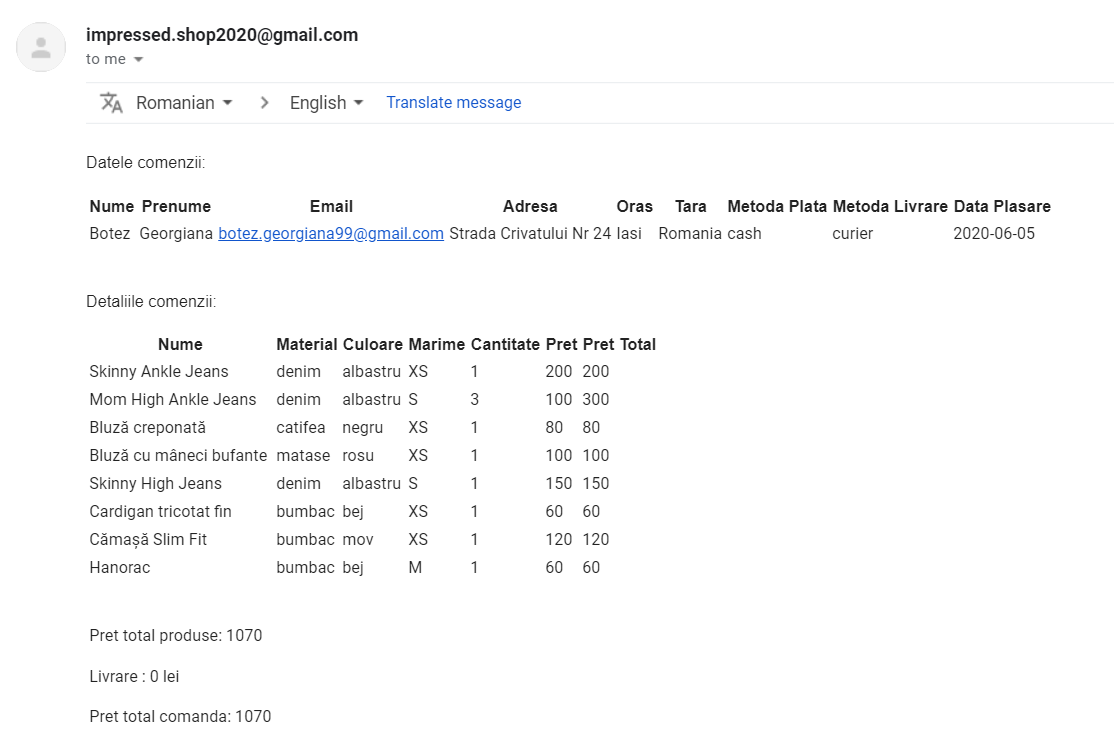 impressed.shop2020@gmail.com
to me
Romanian English Translate message
Datele comenzii:
Nume Prenume Email Adresa Oras Tara Metoda Plata Metoda Livrare Data Plasare
Botez Georgiana botez.georgiana99@gmail.com Strada Crivatului Nr 24 Iasi Romania cash curier 2020-06-05
Detaliile comenzii:
Nume Material Culoare Marime Cantitate Pret Pret Total
Skinny Ankle Jeans denim albastru XS 1 200 200
Mom High Ankle Jeans denim albastru S 3 100 300
Bluză creponată catifea negru XS 1 80 80
Bluză cu mâneci bufante matase rosu XS 1 100 100
Skinny High Jeans denim albastru S 1 150 150
Cardigan tricotat fin bumbac bej XS 1 60 60
Cămașă Slim Fit bumbac mov XS 1 120 120
Hanorac bumbac bej M 1 60 60
Pret total produse: 1070
Livrare : 0 lei
Pret total comanda: 1070